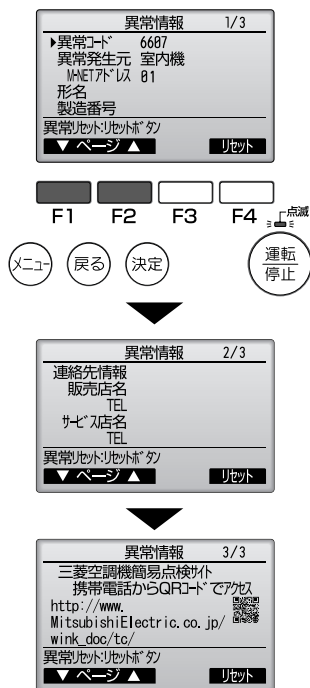 異常情報 1/3
▶異常コード 6607
異常発生元 室内機
M-NETアドレス 01
形名
製造番号
異常リセット:リセットボタン
▼ ページ ▲ リセット
F1 F2 F3 F4 点滅
メニュー 戻る 決定 運転
停止
異常情報 2/3
連絡先情報
販売店名
TEL
サービス店名
TEL
異常リセット:リセットボタン
▼ ページ ▲ リセット
異常情報 3/3
三菱空調機簡易点検サイト
携帯電話からQRコードでアクセス
http://www.
MitsubishiElectric.co.jp/
wink_doc/tc/
異常リセット:リセットボタン
▼ ページ ▲ リセット